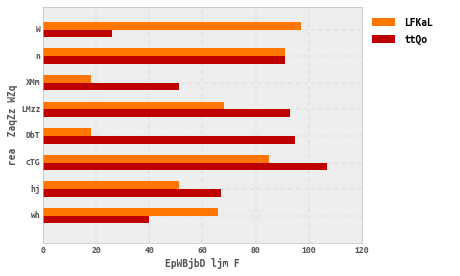 LFKaL
ttQo
W
n
XMm
LMzz
DbT
cTG
hj
wh
rea ZaqZz WZq
0 20 40 60 80 100 120
EpWBjbD ljm F